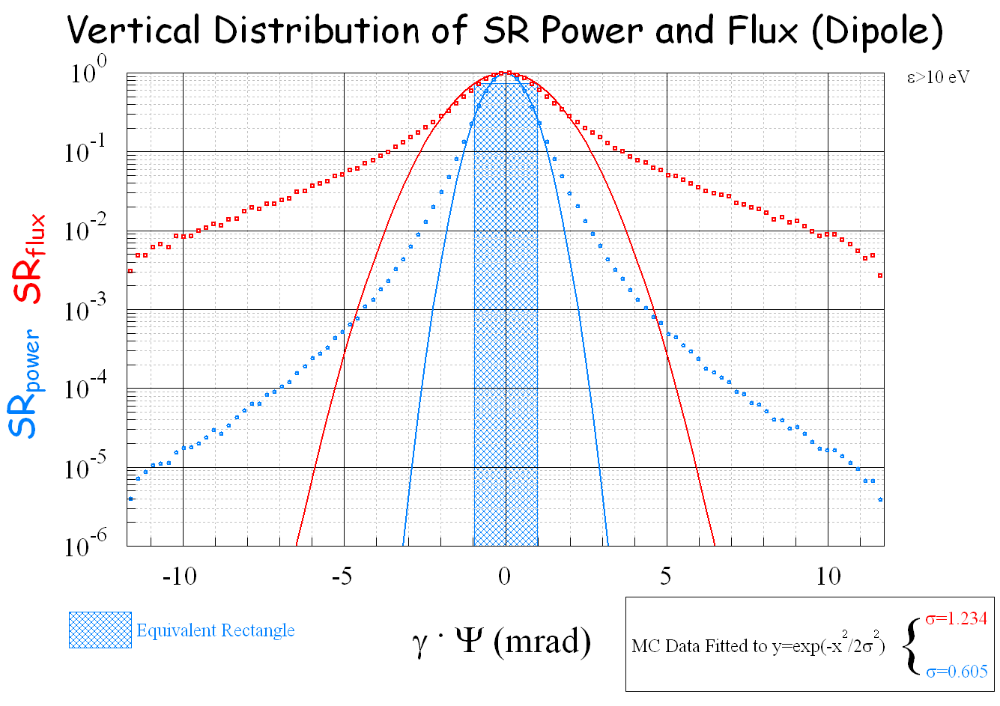 Vertical Distribution of SR Power and Flux (Dipole)
ε>10 eV
10^0
10^-1
10^-2
10^-3
10^-4
10^-5
10^-6
SRpower SRflux
-10 -5 0 5 10
γ · Ψ (mrad)
Equivalent Rectangle
MC Data Fitted to y=exp(-x^2/2σ^2)
σ=1.234
σ=0.605